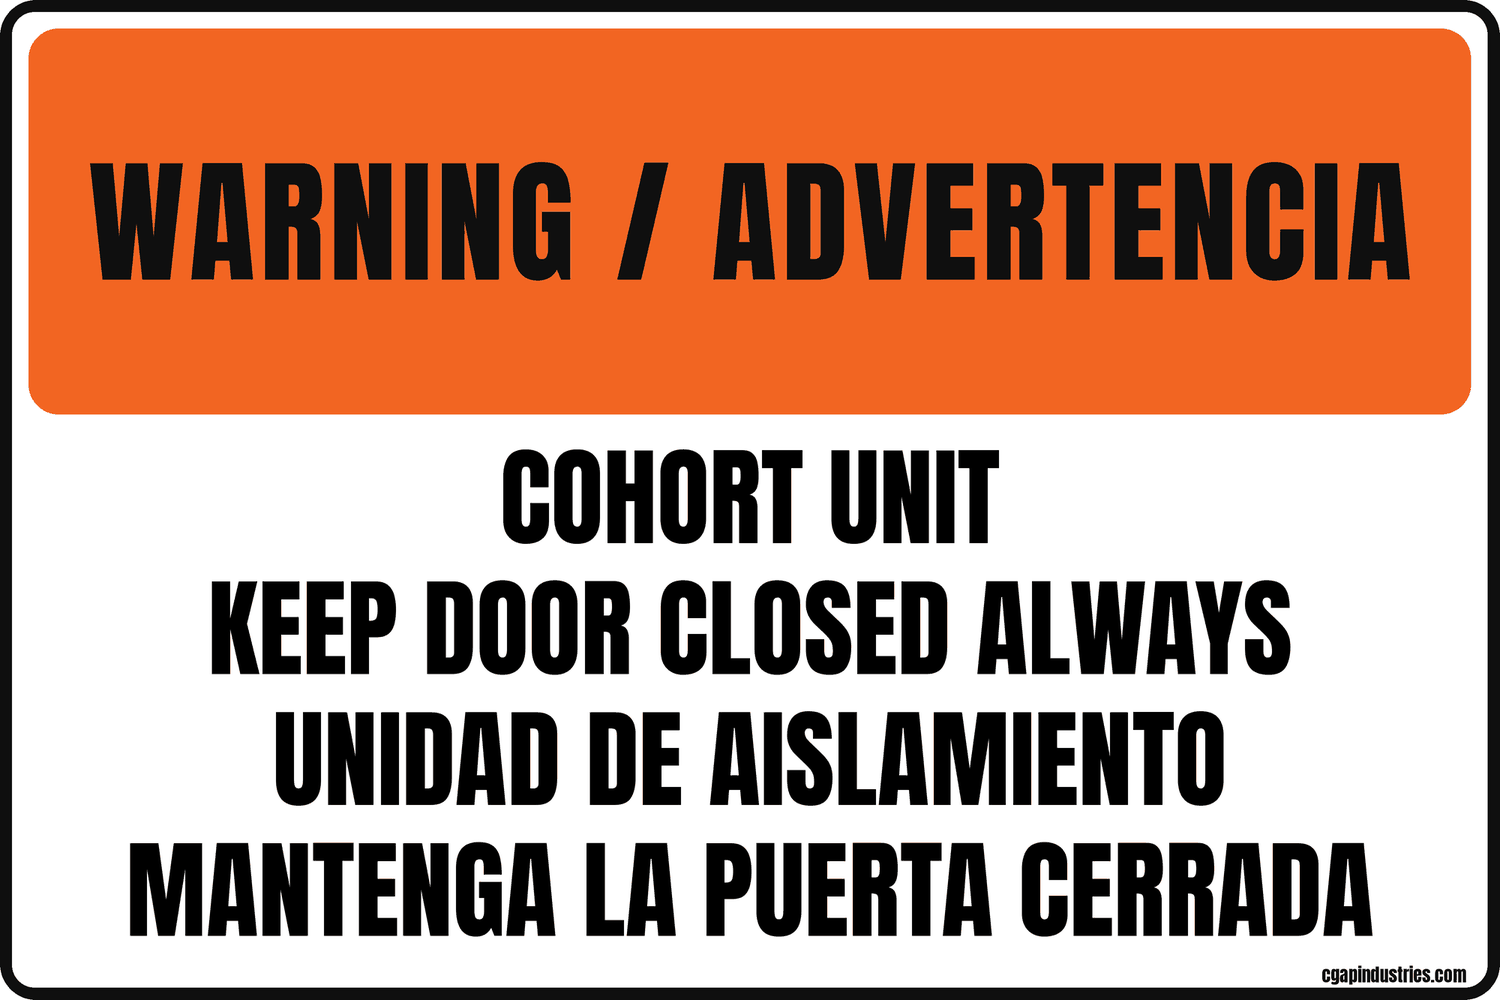 WARNING / ADVERTENCIA
COHORT UNIT
KEEP DOOR CLOSED ALWAYS
UNIDAD DE AISLAMIENTO
MANTENGA LA PUERTA CERRADA
cgapindustries.com